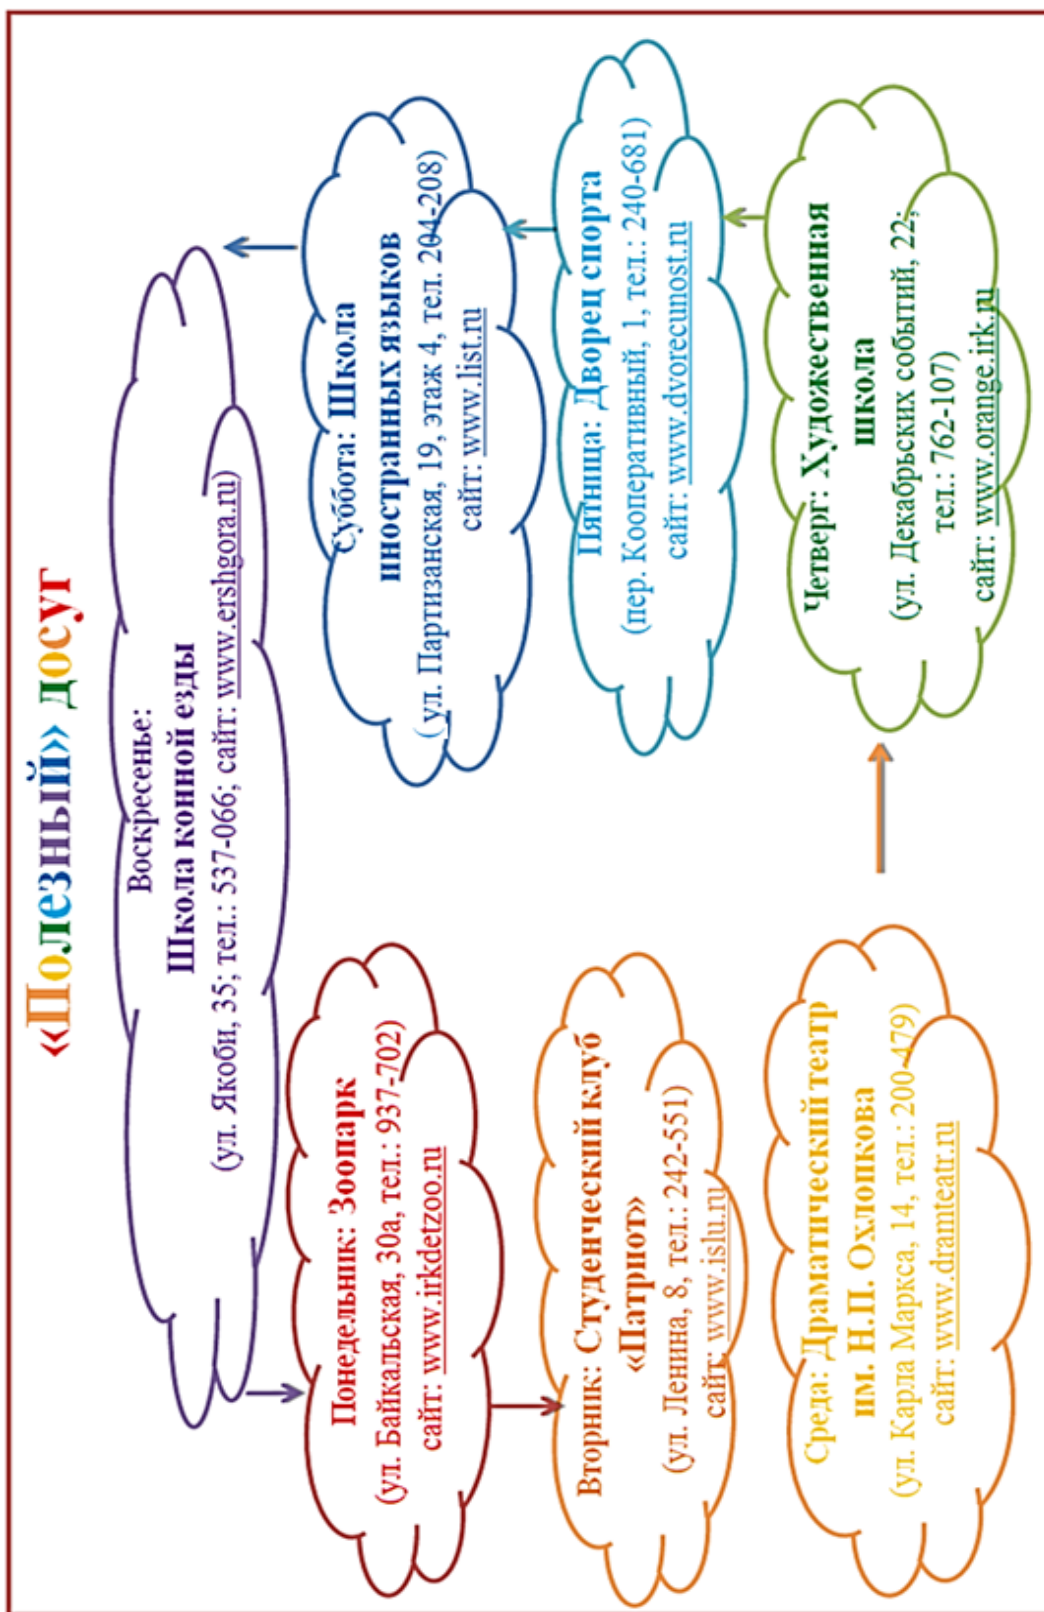 «Полезный» досуг
Воскресенье:
Школа конной езды
(ул. Якоби, 35; тел.: 537-066; сайт: www.ershgora.ru)
Понедельник: Зоопарк
(ул. Байкальская, 30а, тел.: 937-702)
сайт: www.irkdetzoo.ru
Вторник: Студенческий клуб
«Патриот»
(ул. Ленина, 8, тел.: 242-551)
сайт: www.islu.ru
Среда: Драматический театр
им. Н.П. Охлопкова
(ул. Карла Маркса, 14, тел.: 200-479)
сайт: www.dramteatr.ru
Четверг: Художественная
школа
(ул. Декабрьских событий, 22;
тел.: 762-107)
сайт: www.orange.irk.ru
Пятница: Дворец спорта
(пер. Кооперативный, 1, тел.: 240-681)
сайт: www.dvorecunost.ru
Суббота: Школа
иностранных языков
( ул. Партизанская, 19, этаж 4, тел. 204-208)
сайт: www.list.ru